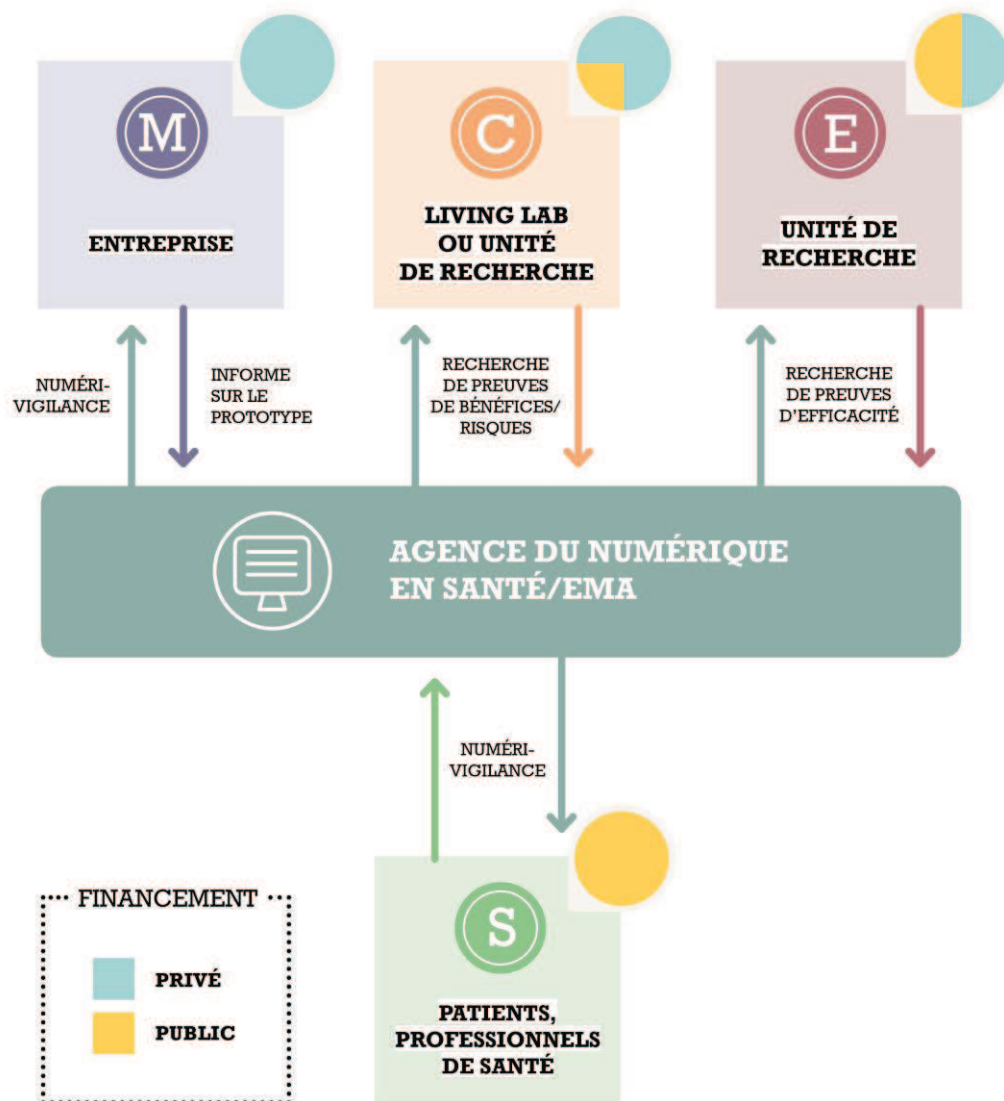 M
ENTREPRISE
C
LIVING LAB
OU UNITÉ
DE RECHERCHE
E
UNITÉ DE
RECHERCHE
NUMÉRI-
VIGILANCE
INFORME
SUR LE
PROTOTYPE
RECHERCHE
DE PREUVES
DE BÉNÉFICES/
RISQUES
RECHERCHE
DE PREUVES
D'EFFICACITÉ
AGENCE DU NUMÉRIQUE
EN SANTÉ/EMA
NUMÉRI-
VIGILANCE
S
PATIENTS,
PROFESSIONNELS
DE SANTÉ
FINANCEMENT
PRIVÉ
PUBLIC